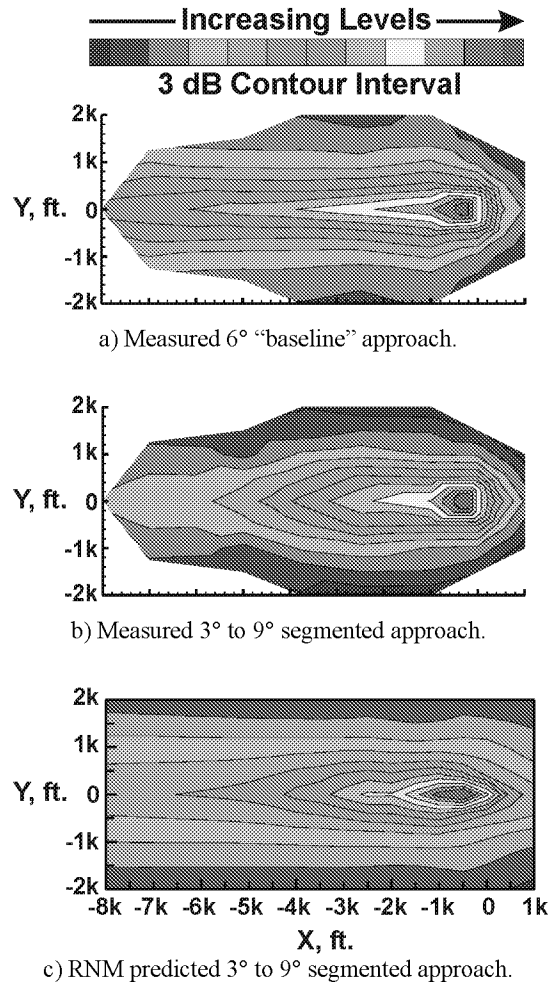 Increasing Levels
3 dB Contour Interval
2k
1k
Y, ft. 0
-1k
-2k
a) Measured 6° “baseline” approach.
2k
1k
Y, ft. 0
-1k
-2k
b) Measured 3° to 9° segmented approach.
2k
1k
Y, ft. 0
-1k
-2k
-8k -7k -6k -5k -4k -3k -2k -1k 0 1k
X, ft.
c) RNM predicted 3° to 9° segmented approach.